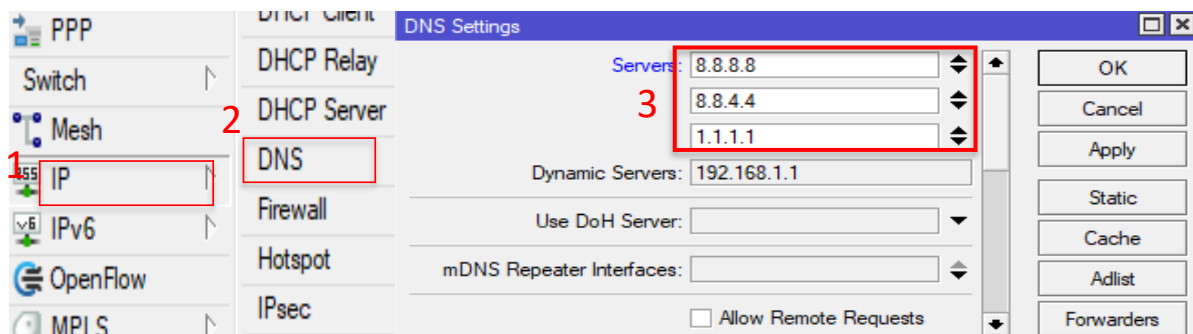 PPP
Switch
Mesh
1
IP
IPv6
OpenFlow
MPLS
DHCP Client
DHCP Relay
DHCP Server
2
DNS
Firewall
Hotspot
IPsec
DNS Settings
Servers: 8.8.8.8
8.8.4.4
1.1.1.1
3
Dynamic Servers: 192.168.1.1
Use DoH Server:
mDNS Repeater Interfaces:
Allow Remote Requests
OK
Cancel
Apply
Static
Cache
Adlist
Forwarders